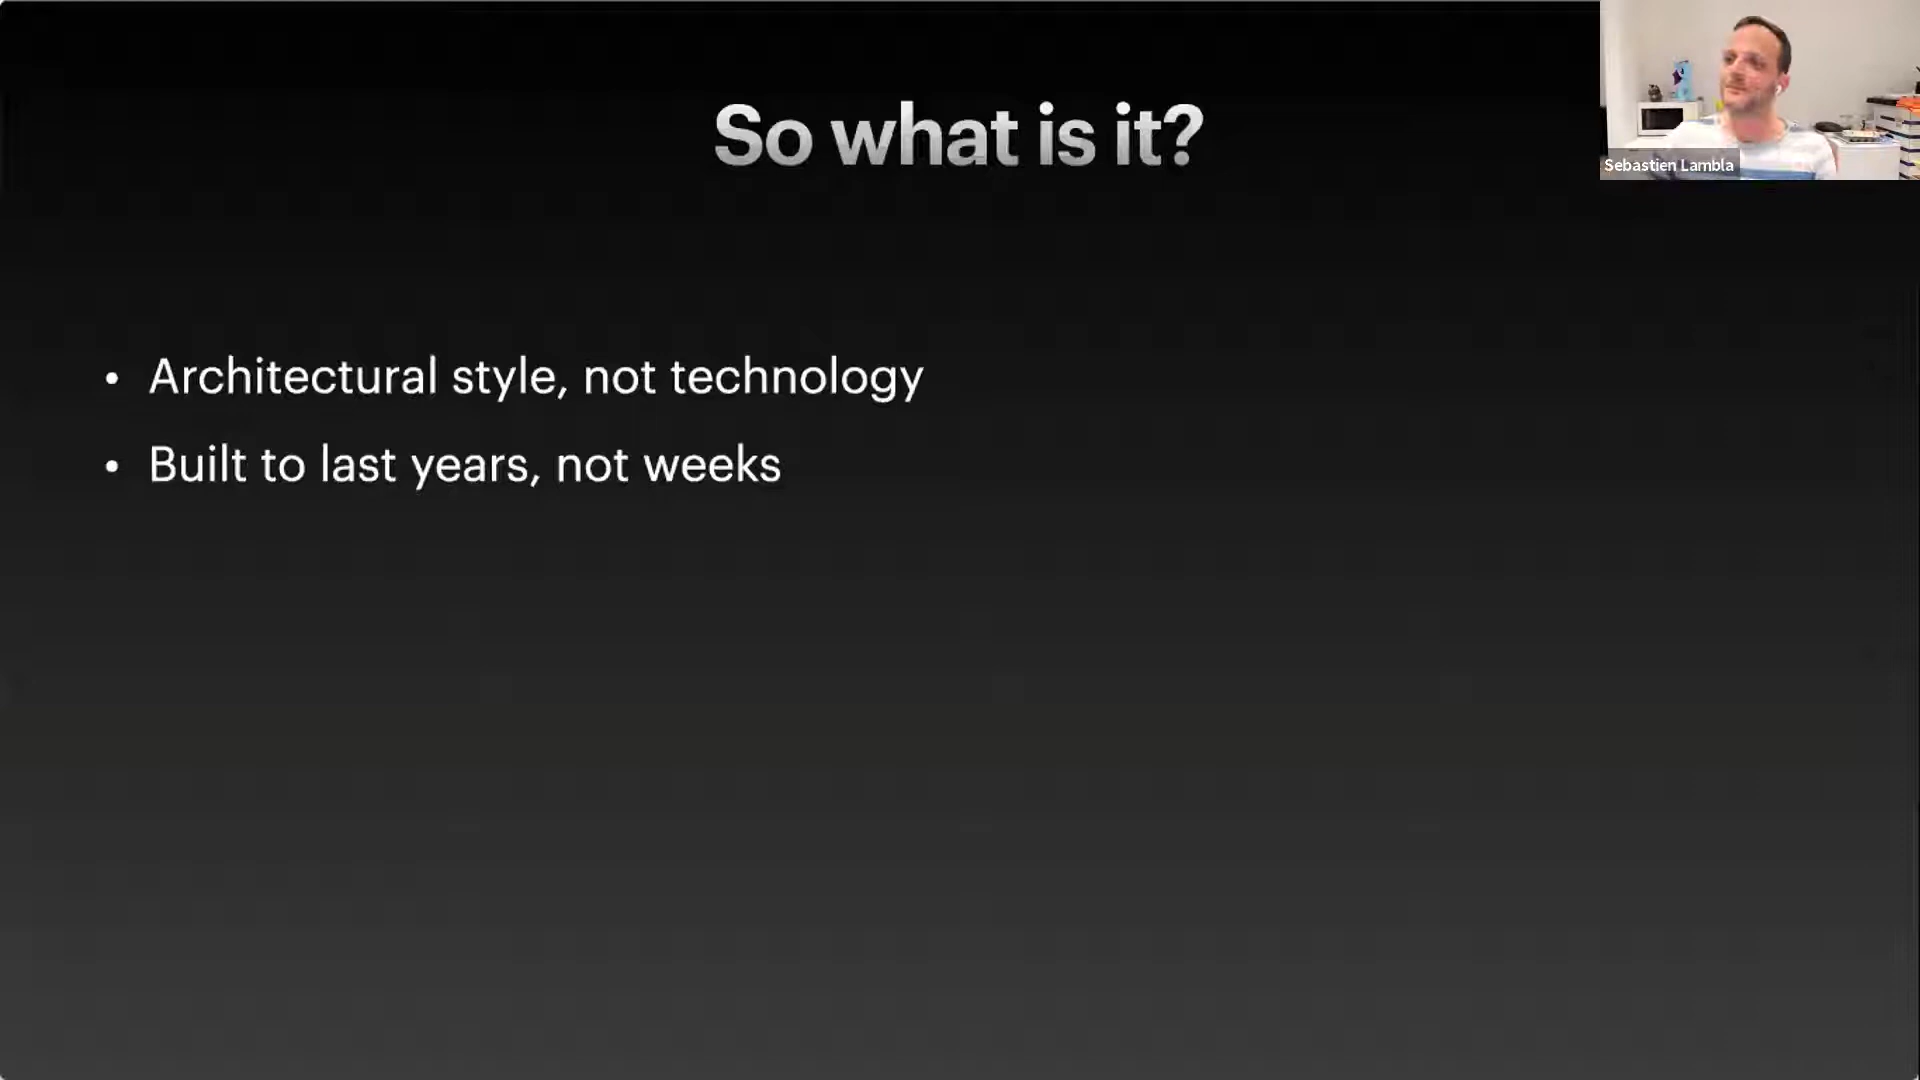 So what is it?
Sebastien Lambla
• Architectural style, not technology
• Built to last years, not weeks